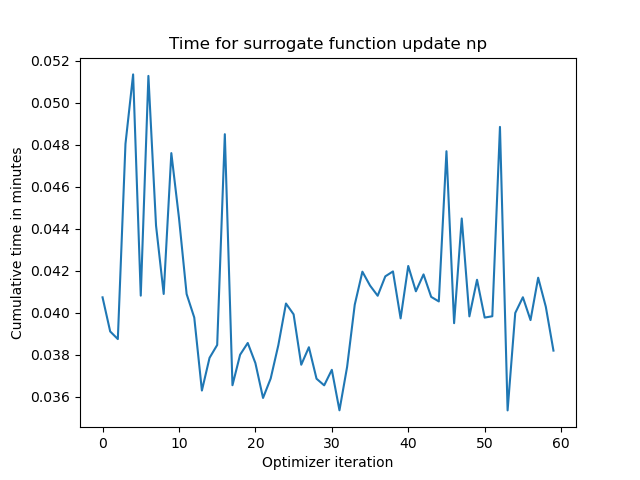 Time for surrogate function update np
Cumulative time in minutes
0.052
0.050
0.048
0.046
0.044
0.042
0.040
0.038
0.036
0 10 20 30 40 50 60
Optimizer iteration